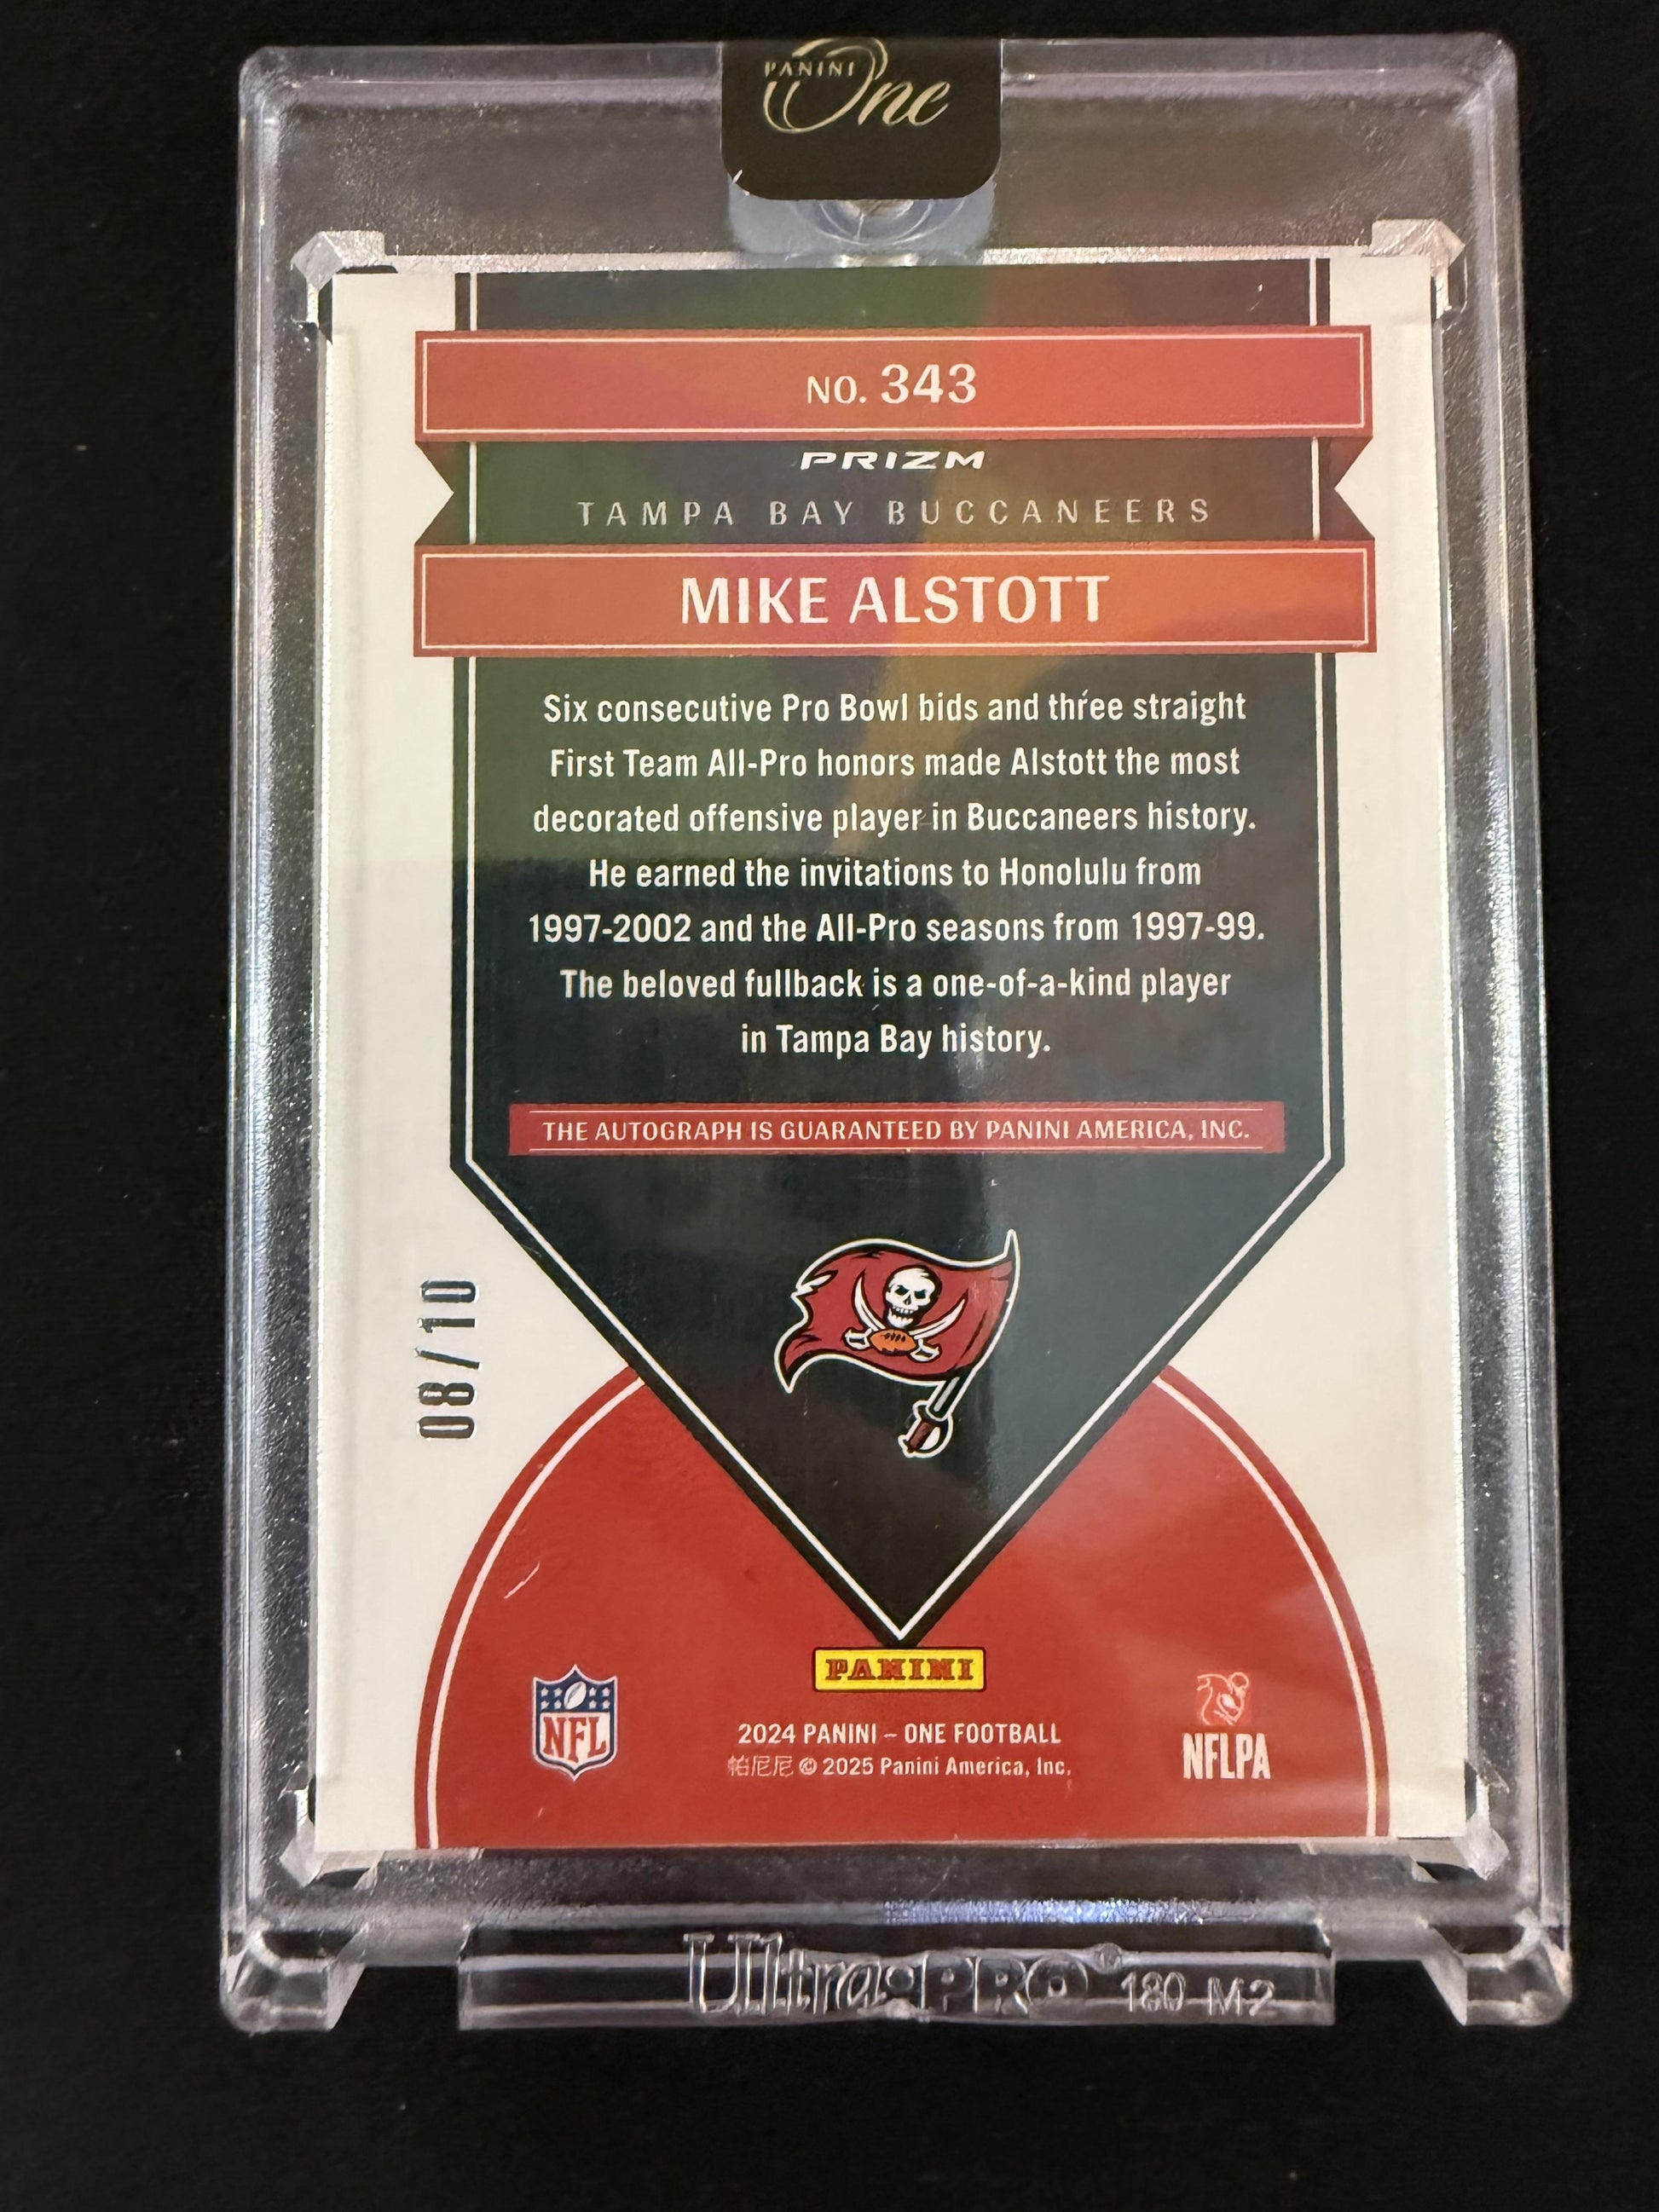 PANINI
One
NO. 343
PRIZM
TAMPA BAY BUCCANEERS
MIKE ALSTOTT
Six consecutive Pro Bowl bids and three straight
First Team All-Pro honors made Alstott the most
decorated offensive player in Buccaneers history.
He earned the invitations to Honolulu from
1997-2002 and the All-Pro seasons from 1997-99.
The beloved fullback is a one-of-a-kind player
in Tampa Bay history.
THE AUTOGRAPH IS GUARANTEED BY PANINI AMERICA, INC.
08/10
PANINI
NFL
2024 PANINI – ONE FOOTBALL
帕尼尼 © 2025 Panini America, Inc.
NFLPA
Ultra•PRO® 180 M2